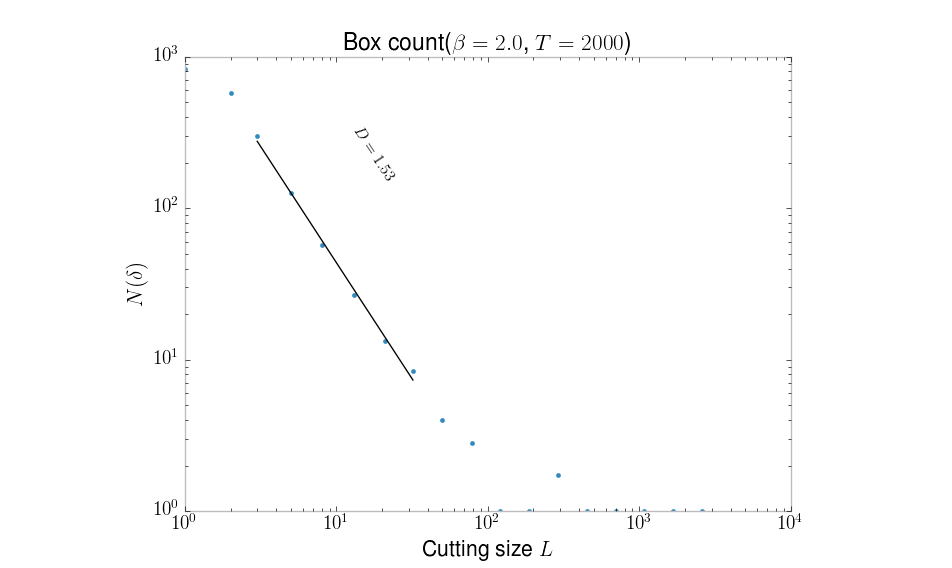 Box count(β = 2.0, T = 2000)
10³
10²
10¹
10⁰
N(δ)
D = 1.53
10⁰ 10¹ 10² 10³ 10⁴
Cutting size L